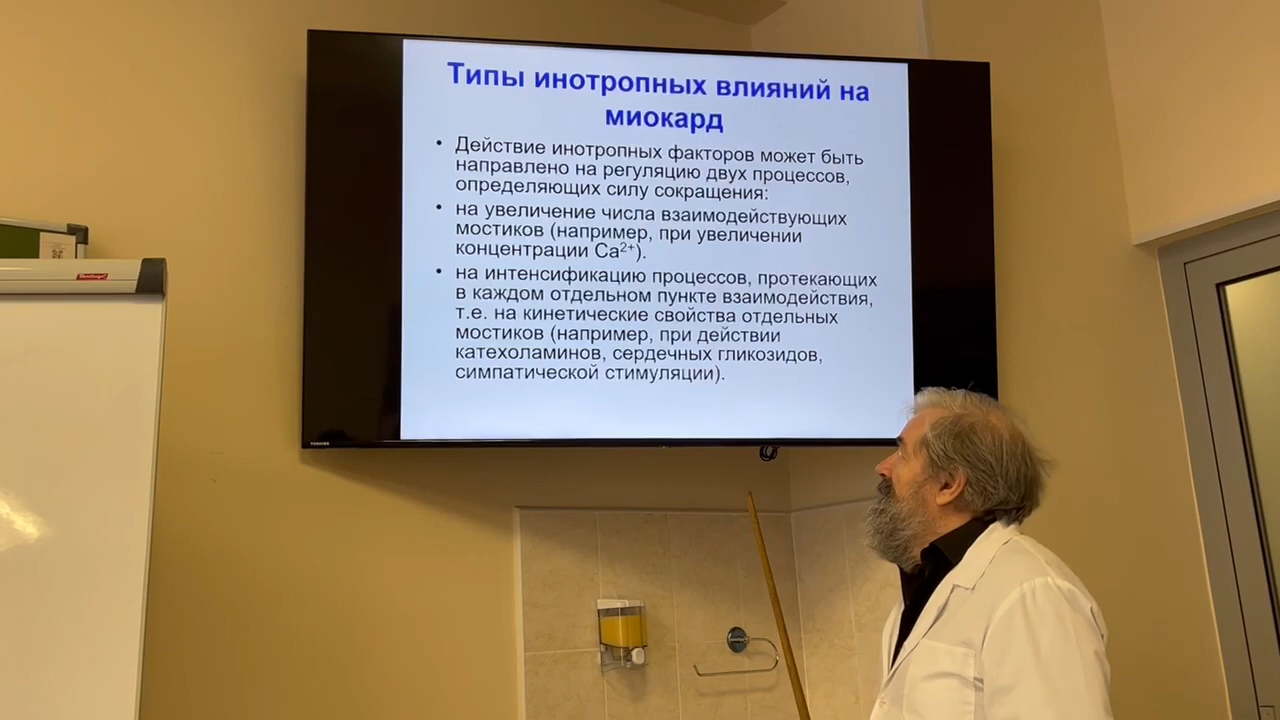 Типы инотропных влияний на
миокард
• Действие инотропных факторов может быть
направлено на регуляцию двух процессов,
определяющих силу сокращения:
• на увеличение числа взаимодействующих
мостиков (например, при увеличении
концентрации Ca²⁺).
• на интенсификацию процессов, протекающих
в каждом отдельном пункте взаимодействия,
т.е. на кинетические свойства отдельных
мостиков (например, при действии
катехоламинов, сердечных гликозидов,
симпатической стимуляции).
TOSHIBA